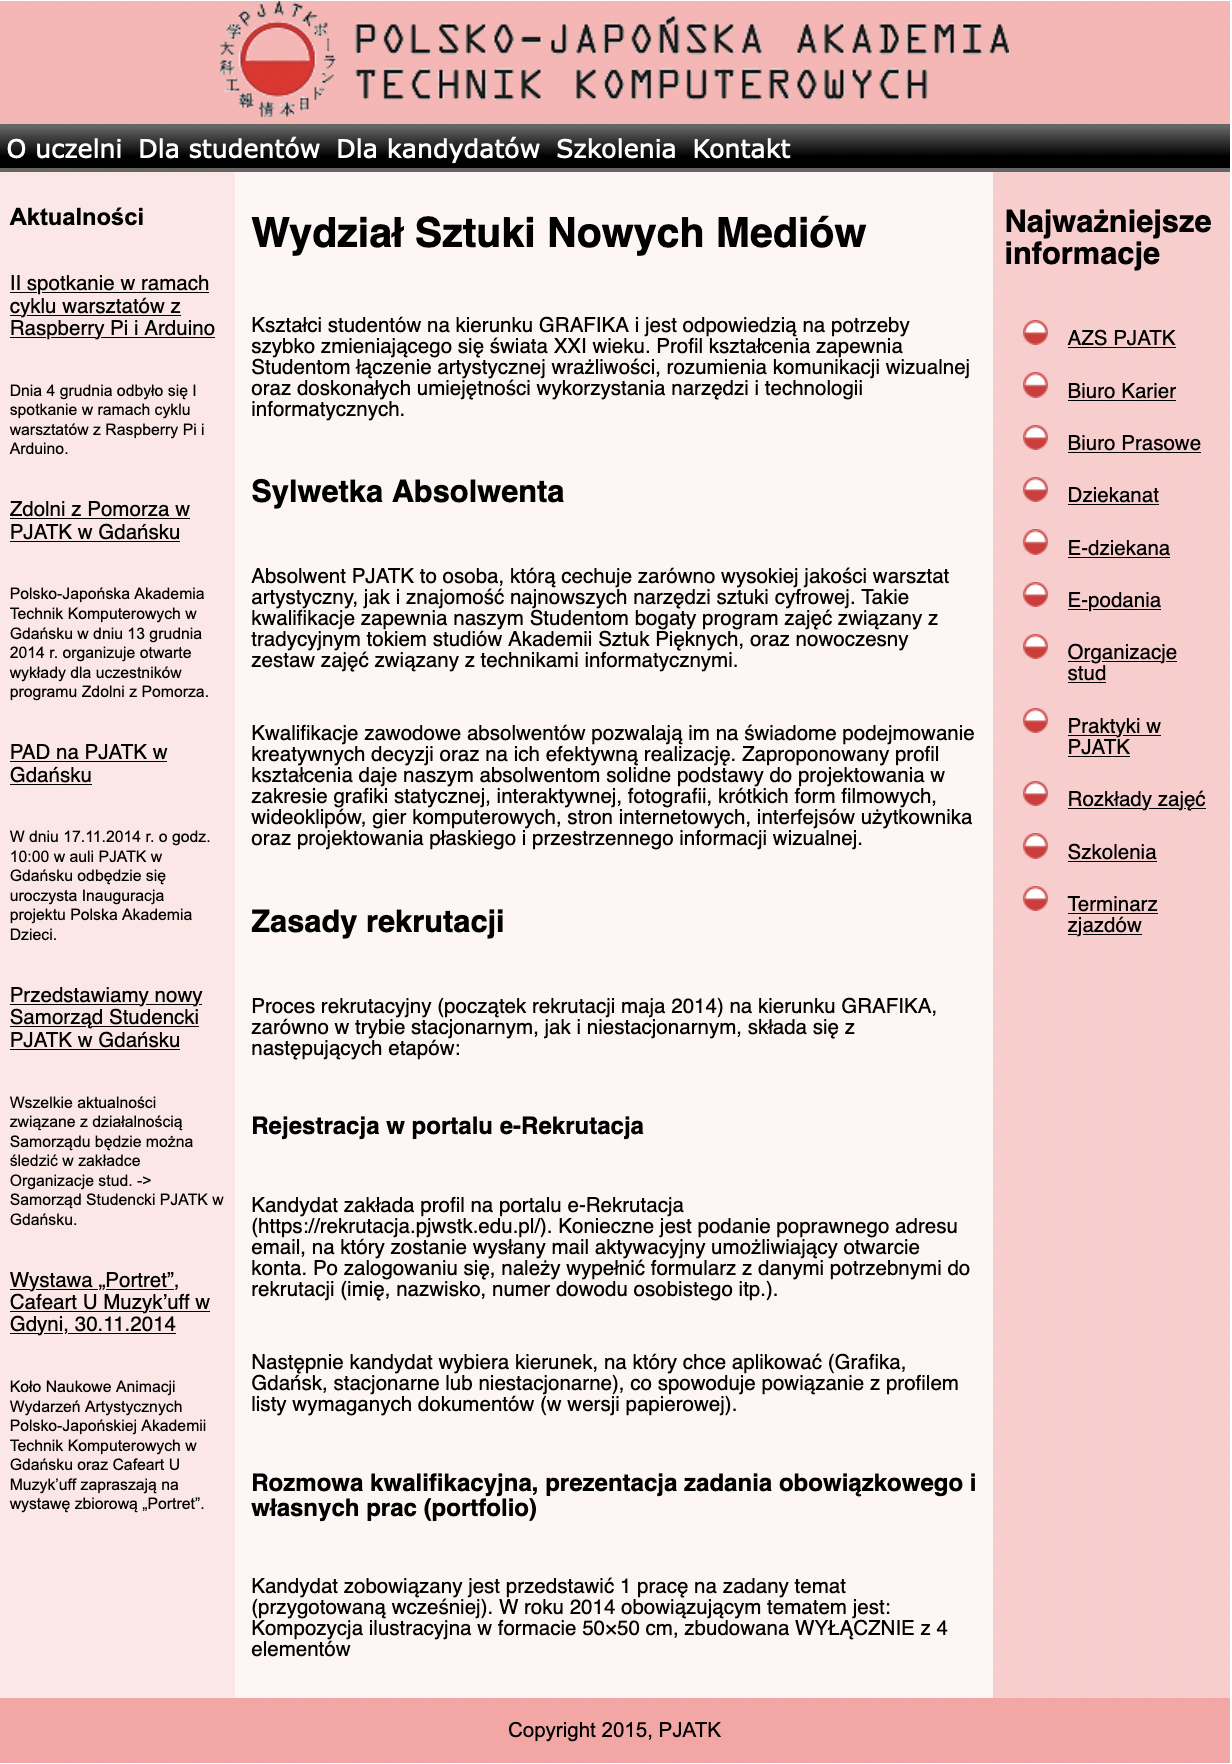 PJATK ポーランド日本情報工科大学
POLSKO-JAPOŃSKA AKADEMIA
TECHNIK KOMPUTEROWYCH
O uczelni Dla studentów Dla kandydatów Szkolenia Kontakt
Aktualności
II spotkanie w ramach
cyklu warsztatów z
Raspberry Pi i Arduino
Dnia 4 grudnia odbyło się I
spotkanie w ramach cyklu
warsztatów z Raspberry Pi i
Arduino.
Zdolni z Pomorza w
PJATK w Gdańsku
Polsko-Japońska Akademia
Technik Komputerowych w
Gdańsku w dniu 13 grudnia
2014 r. organizuje otwarte
wykłady dla uczestników
programu Zdolni z Pomorza.
PAD na PJATK w
Gdańsku
W dniu 17.11.2014 r. o godz.
10:00 w auli PJATK w
Gdańsku odbędzie się
uroczysta Inauguracja
projektu Polska Akademia
Dzieci.
Przedstawiamy nowy
Samorząd Studencki
PJATK w Gdańsku
Wszelkie aktualności
związane z działalnością
Samorządu będzie można
śledzić w zakładce
Organizacje stud. ->
Samorząd Studencki PJATK w
Gdańsku.
Wystawa „Portret”,
Cafeart U Muzyk’uff w
Gdyni, 30.11.2014
Koło Naukowe Animacji
Wydarzeń Artystycznych
Polsko-Japońskiej Akademii
Technik Komputerowych w
Gdańsku oraz Cafeart U
Muzyk’uff zapraszają na
wystawę zbiorową „Portret”.
Wydział Sztuki Nowych Mediów
Kształci studentów na kierunku GRAFIKA i jest odpowiedzią na potrzeby
szybko zmieniającego się świata XXI wieku. Profil kształcenia zapewnia
Studentom łączenie artystycznej wrażliwości, rozumienia komunikacji wizualnej
oraz doskonałych umiejętności wykorzystania narzędzi i technologii
informatycznych.
Sylwetka Absolwenta
Absolwent PJATK to osoba, którą cechuje zarówno wysokiej jakości warsztat
artystyczny, jak i znajomość najnowszych narzędzi sztuki cyfrowej. Takie
kwalifikacje zapewnia naszym Studentom bogaty program zajęć związany z
tradycyjnym tokiem studiów Akademii Sztuk Pięknych, oraz nowoczesny
zestaw zajęć związany z technikami informatycznymi.
Kwalifikacje zawodowe absolwentów pozwalają im na świadome podejmowanie
kreatywnych decyzji oraz na ich efektywną realizację. Zaproponowany profil
kształcenia daje naszym absolwentom solidne podstawy do projektowania w
zakresie grafiki statycznej, interaktywnej, fotografii, krótkich form filmowych,
wideoklipów, gier komputerowych, stron internetowych, interfejsów użytkownika
oraz projektowania płaskiego i przestrzennego informacji wizualnej.
Zasady rekrutacji
Proces rekrutacyjny (początek rekrutacji maja 2014) na kierunku GRAFIKA,
zarówno w trybie stacjonarnym, jak i niestacjonarnym, składa się z
następujących etapów:
Rejestracja w portalu e-Rekrutacja
Kandydat zakłada profil na portalu e-Rekrutacja
(https://rekrutacja.pjwstk.edu.pl/). Konieczne jest podanie poprawnego adresu
email, na który zostanie wysłany mail aktywacyjny umożliwiający otwarcie
konta. Po zalogowaniu się, należy wypełnić formularz z danymi potrzebnymi do
rekrutacji (imię, nazwisko, numer dowodu osobistego itp.).
Następnie kandydat wybiera kierunek, na który chce aplikować (Grafika,
Gdańsk, stacjonarne lub niestacjonarne), co spowoduje powiązanie z profilem
listy wymaganych dokumentów (w wersji papierowej).
Rozmowa kwalifikacyjna, prezentacja zadania obowiązkowego i
własnych prac (portfolio)
Kandydat zobowiązany jest przedstawić 1 pracę na zadany temat
(przygotowaną wcześniej). W roku 2014 obowiązującym tematem jest:
Kompozycja ilustracyjna w formacie 50×50 cm, zbudowana WYŁĄCZNIE z 4
elementów
Najważniejsze
informacje
AZS PJATK
Biuro Karier
Biuro Prasowe
Dziekanat
E-dziekana
E-podania
Organizacje
stud
Praktyki w
PJATK
Rozkłady zajęć
Szkolenia
Terminarz
zjazdów
Copyright 2015, PJATK